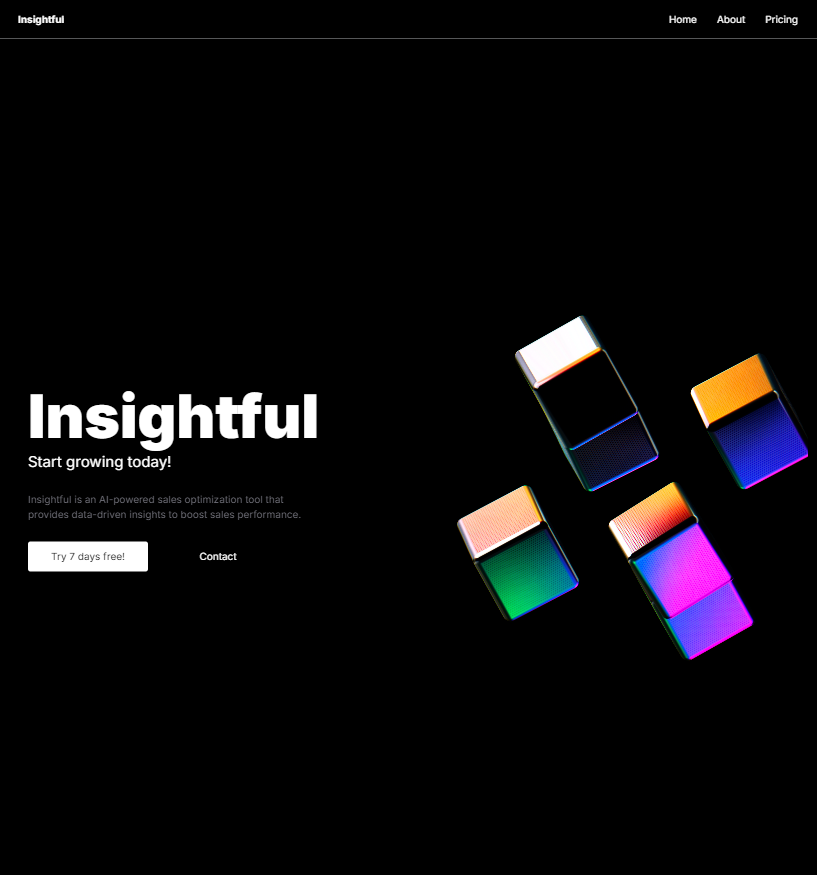 Insightful
Home About Pricing
Insightful
Start growing today!
Insightful is an AI-powered sales optimization tool that
provides data-driven insights to boost sales performance.
Try 7 days free!
Contact